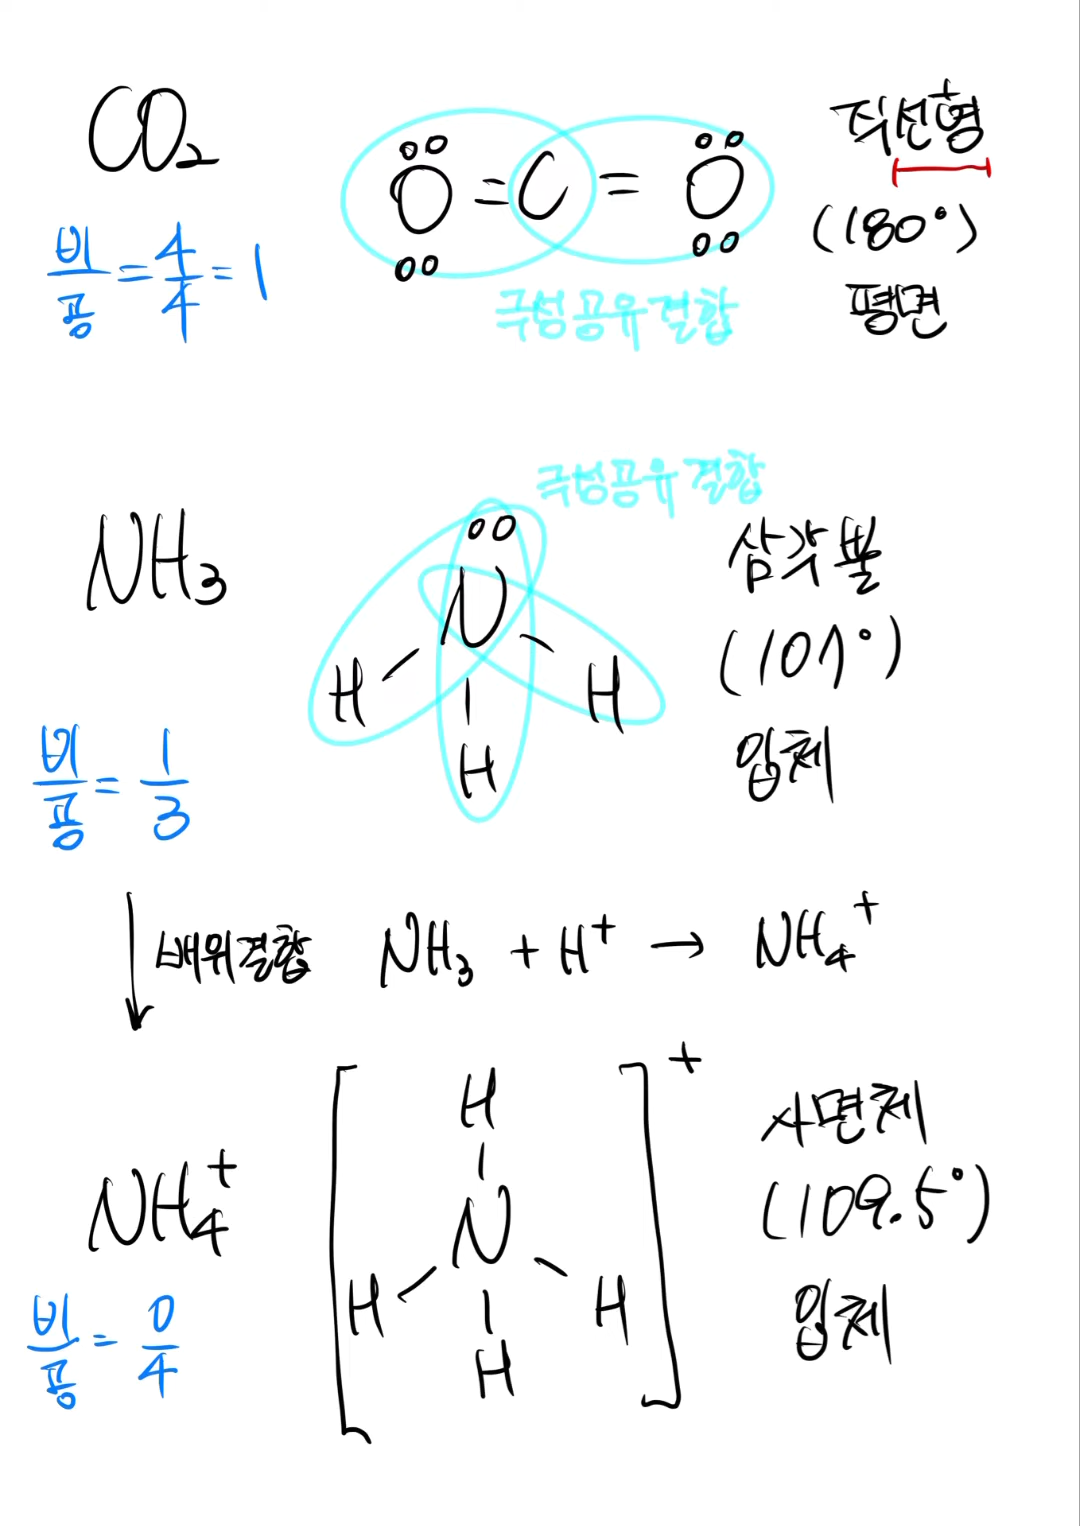 CO₂
O = C = O
직선형
(180°)
평면
비/공 = 4/4 = 1
극성공유결합
극성공유결합
NH₃
N
H H
H
삼각뿔
(107°)
입체
비/공 = 1/3
배위결합 NH₃ + H⁺ → NH₄⁺
NH₄⁺
[
H
N
H H
H
]⁺
사면체
(109.5°)
입체
비/공 = 0/4